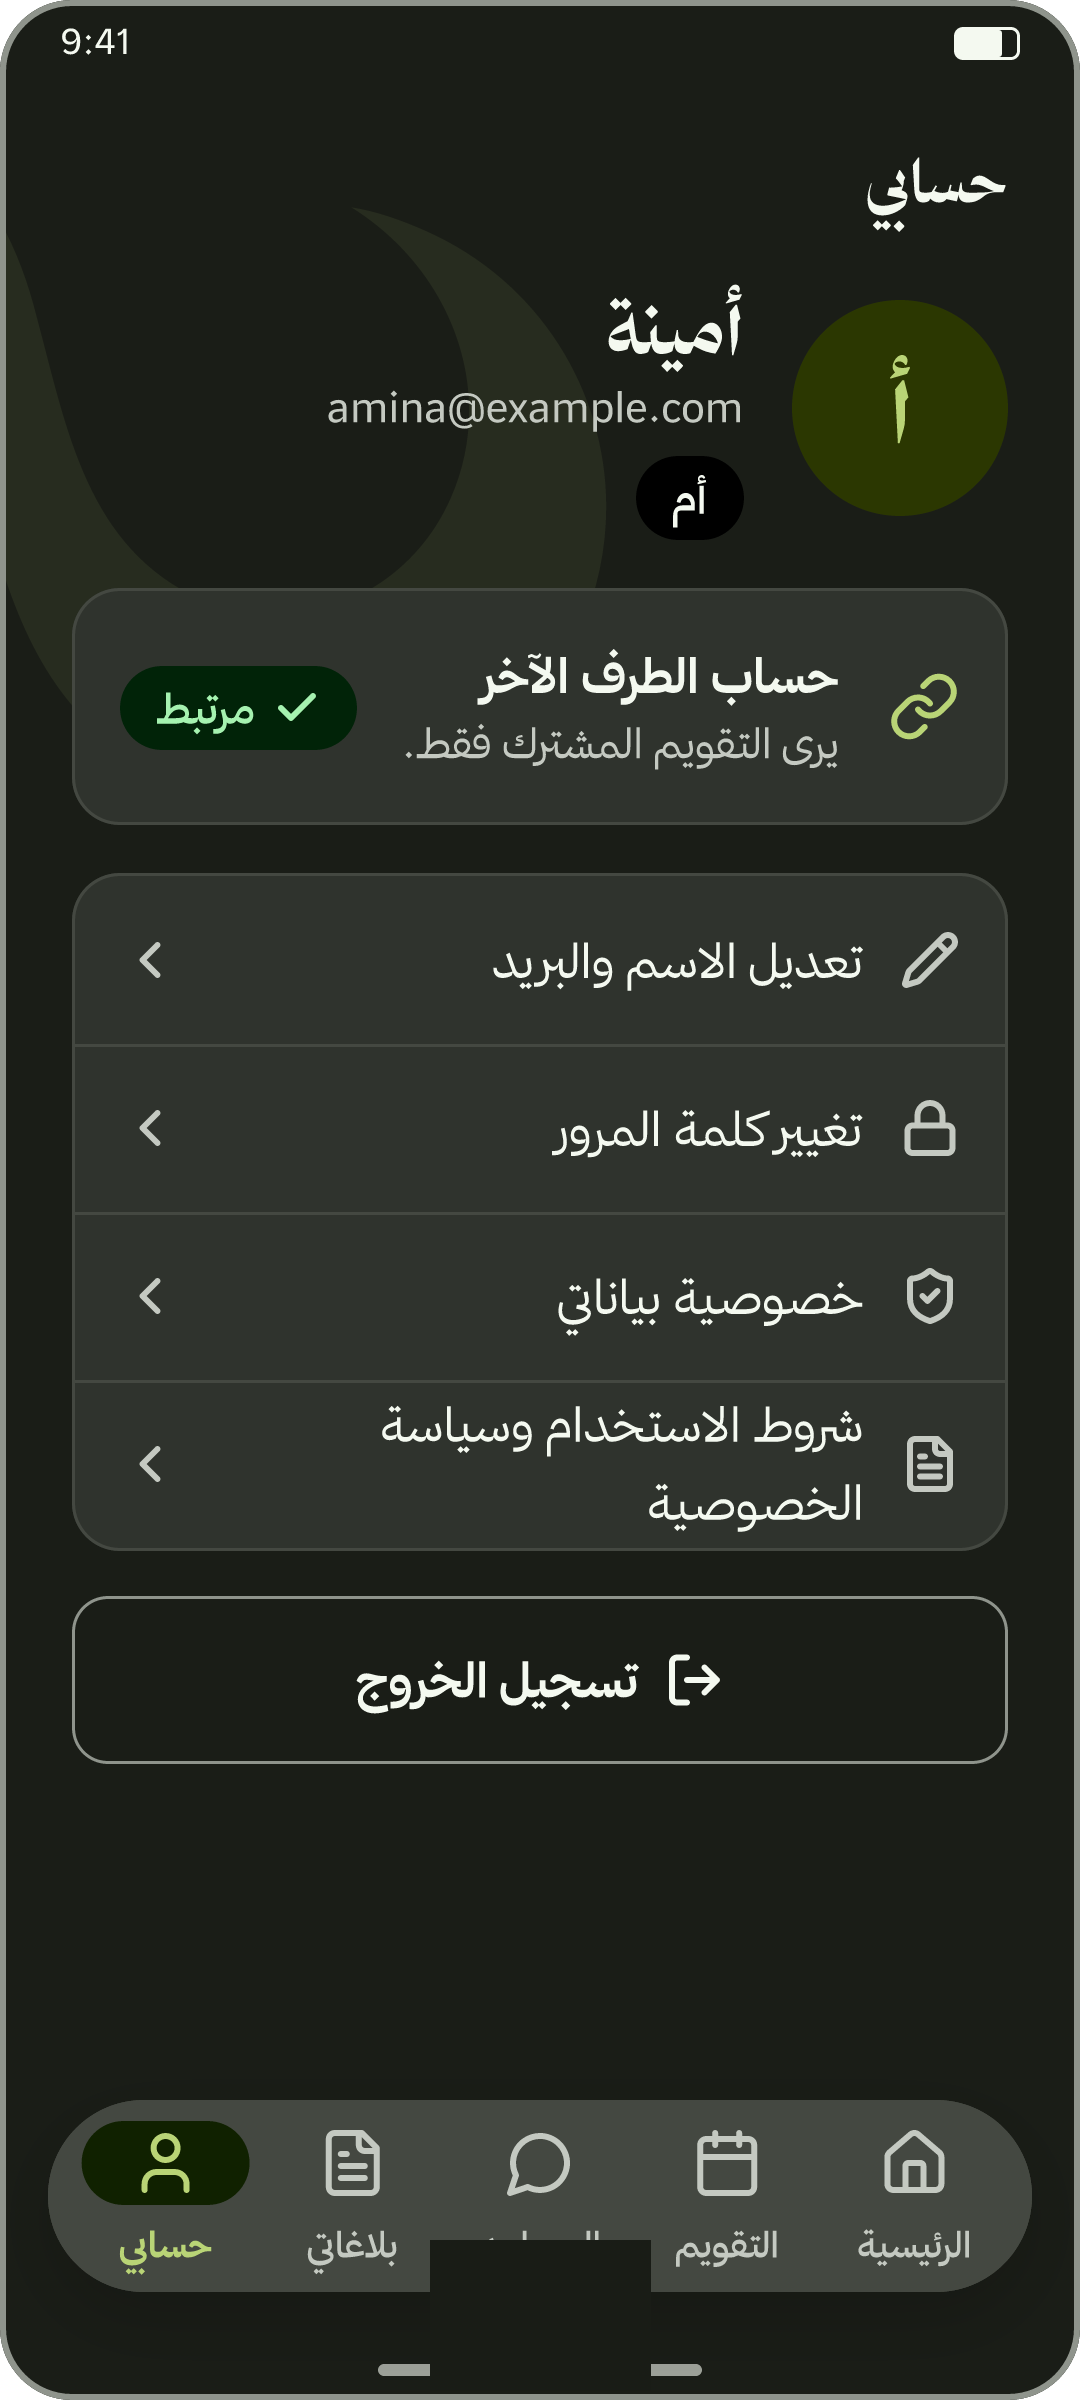 9:41
حسابي
أمينة
amina@example.com
أ
أم
حساب الطرف الآخر
يرى التقويم المشترك فقط.
مرتبط
تعديل الاسم والبريد
تغيير كلمة المرور
خصوصية بياناتي
شروط الاستخدام وسياسة
الخصوصية
تسجيل الخروج
الرئيسية
التقويم
بلاغاتي
حسابي